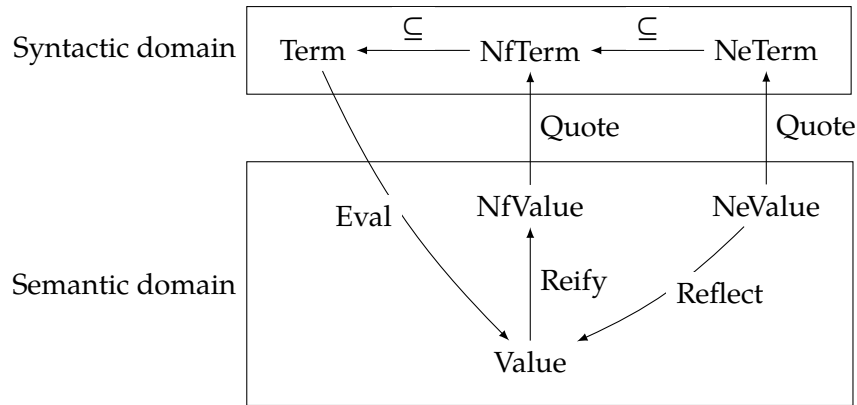 ⊆ ⊆
Syntactic domain Term NfTerm NeTerm
Quote Quote
Eval NfValue NeValue
Semantic domain Reify Reflect
Value